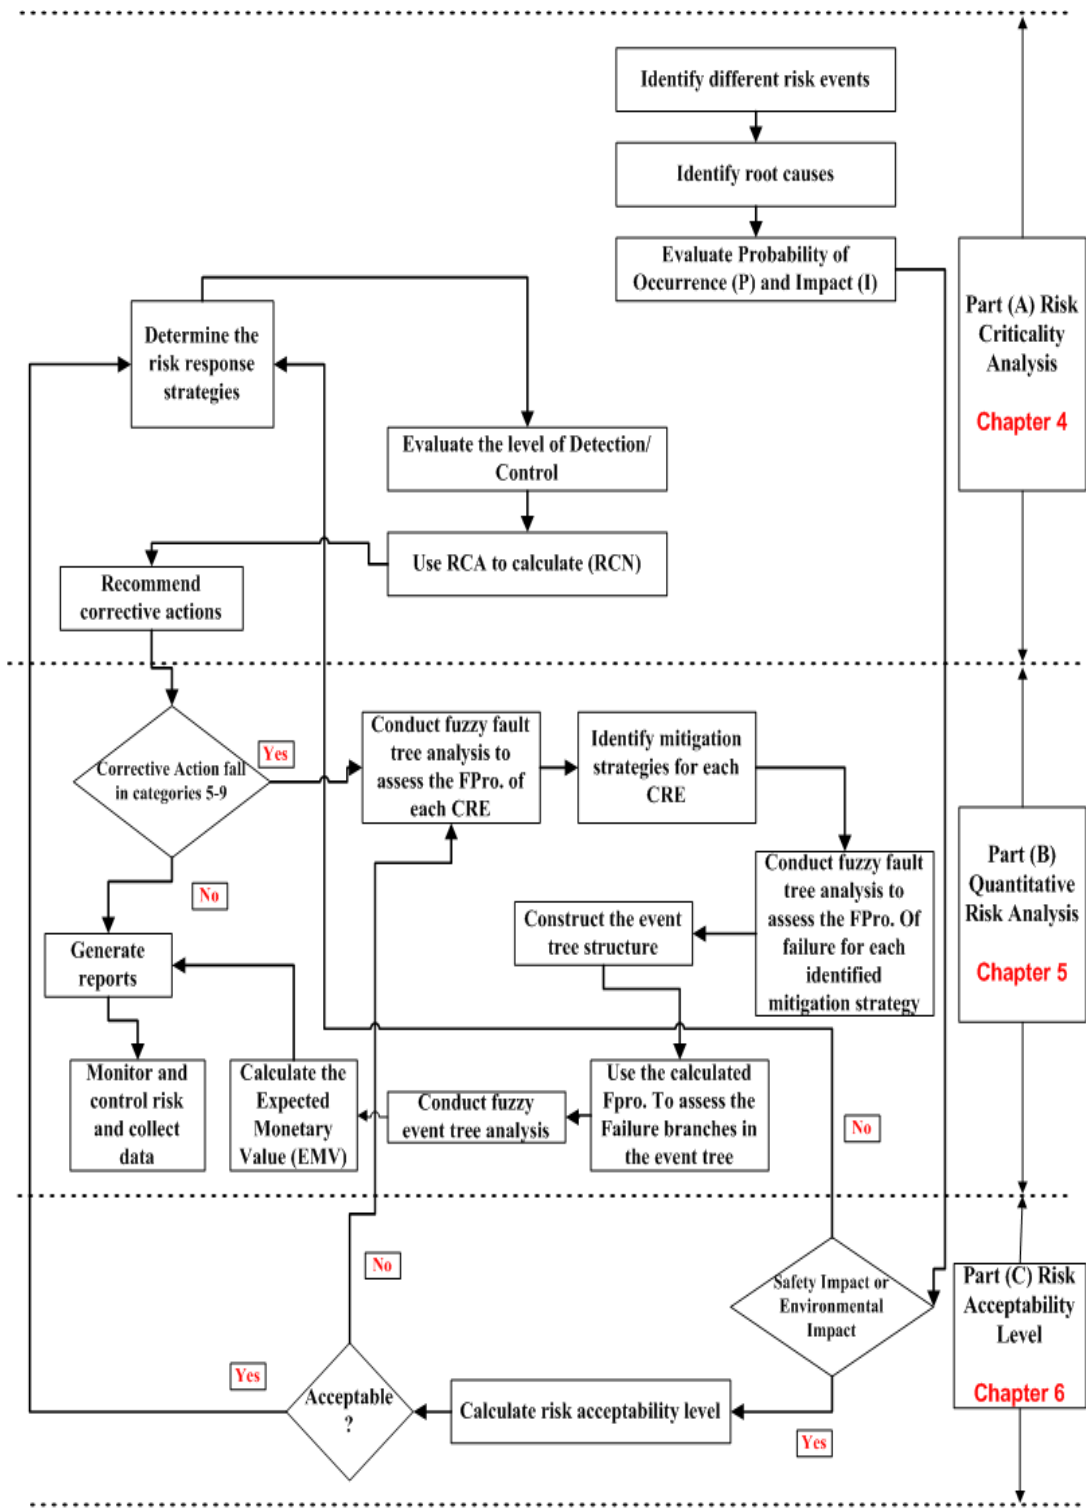 Identify different risk events
Identify root causes
Evaluate Probability of
Occurrence (P) and Impact (I)
Part (A) Risk
Criticality
Analysis
Chapter 4
Determine the
risk response
strategies
Evaluate the level of Detection/
Control
Use RCA to calculate (RCN)
Recommend
corrective actions
Corrective Action fall
in categories 5-9
Yes
No
Conduct fuzzy fault
tree analysis to
assess the FPro. of
each CRE
Identify mitigation
strategies for each
CRE
Conduct fuzzy fault
tree analysis to
assess the FPro. Of
failure for each
identified
mitigation strategy
Part (B)
Quantitative
Risk Analysis
Chapter 5
Construct the event
tree structure
Generate
reports
Monitor and
control risk
and collect
data
Calculate the
Expected
Monetary
Value (EMV)
Conduct fuzzy
event tree analysis
Use the calculated
Fpro. To assess the
Failure branches in
the event tree
No
No
Safety Impact or
Environmental
Impact
Part (C) Risk
Acceptability
Level
Chapter 6
Yes
Acceptable
?
Calculate risk acceptability level
Yes